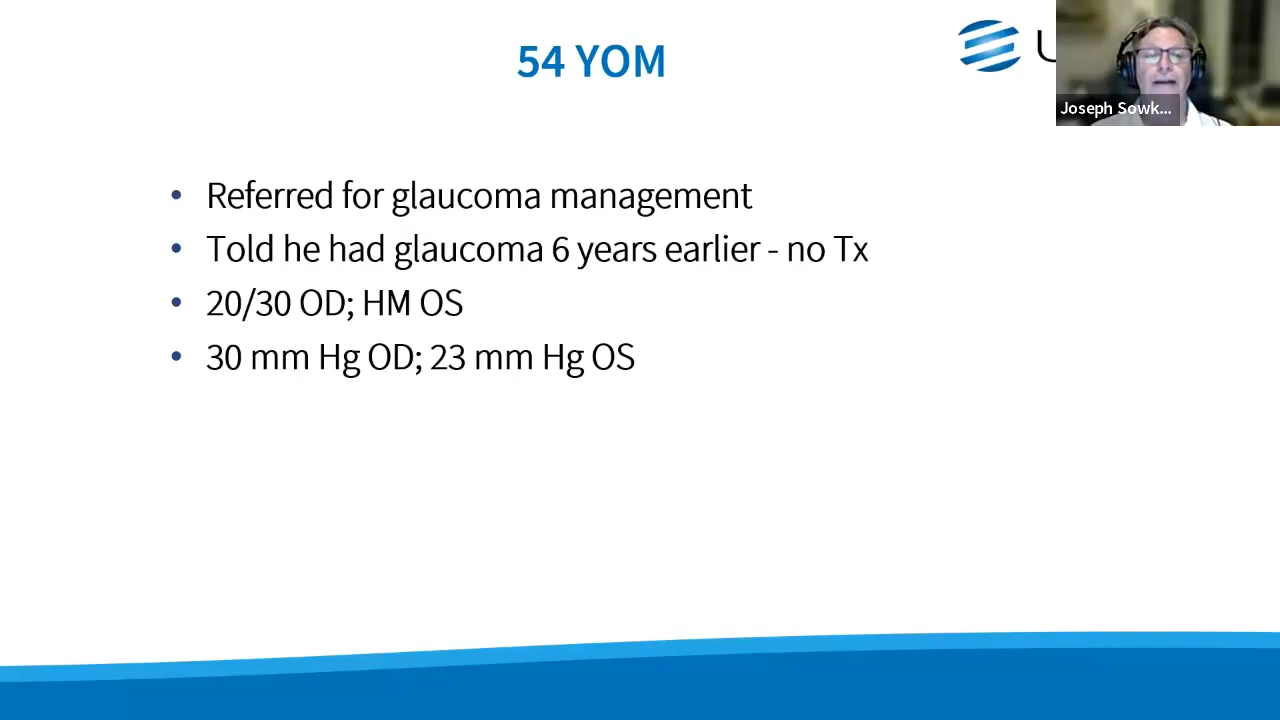 54 YOM
U
Joseph Sowk...
• Referred for glaucoma management
• Told he had glaucoma 6 years earlier - no Tx
• 20/30 OD; HM OS
• 30 mm Hg OD; 23 mm Hg OS